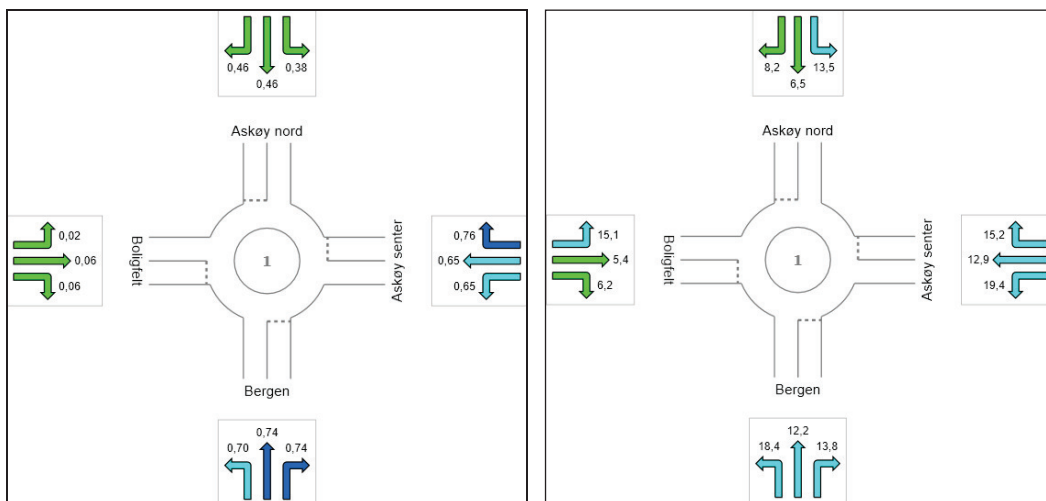 0,46 0,38
0,46
Askøy nord
0,02
0,06
0,06
Boligfelt
1
Askøy senter
0,76
0,65
0,65
Bergen
0,74
0,70 0,74
8,2 13,5
6,5
Askøy nord
15,1
5,4
6,2
Boligfelt
1
Askøy senter
15,2
12,9
19,4
Bergen
12,2
18,4 13,8